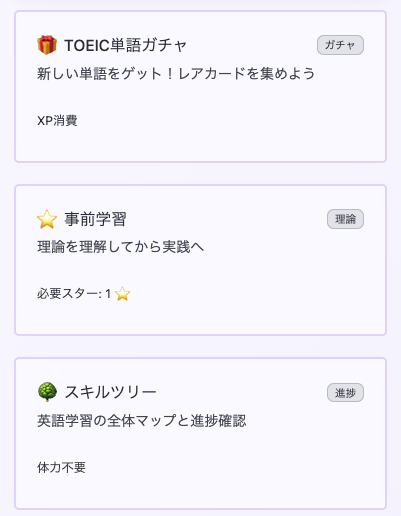 🎁 TOEIC単語ガチャ ガチャ
新しい単語をゲット！レアカードを集めよう
XP消費
⭐ 事前学習 理論
理論を理解してから実践へ
必要スター: 1⭐
🌳 スキルツリー 進捗
英語学習の全体マップと進捗確認
体力不要